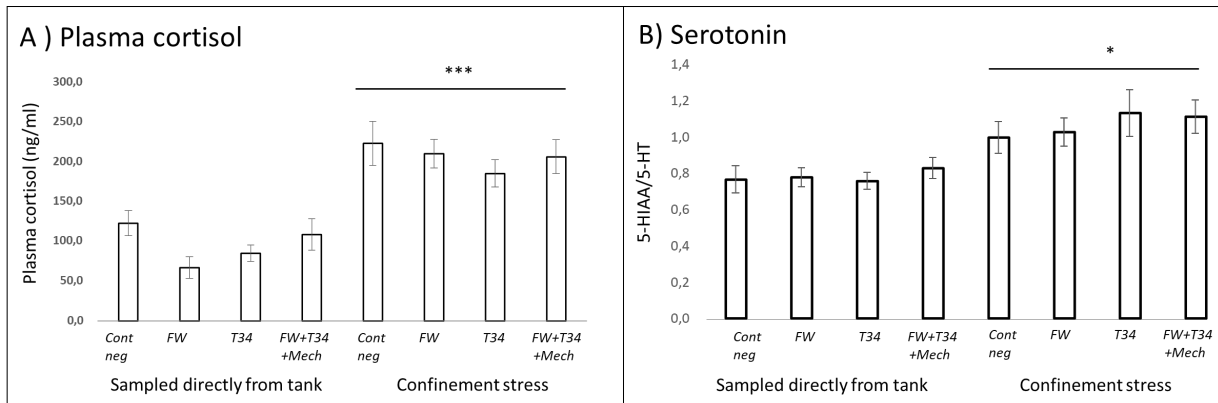 A ) Plasma cortisol
Plasma cortisol (ng/ml)
300,0
250,0
200,0
150,0
100,0
50,0
0,0
***
Cont neg
FW
T34
FW+T34 +Mech
Cont neg
FW
T34
FW+T34 +Mech
Sampled directly from tank
Confinement stress
B) Serotonin
5-HIAA/5-HT
1,4
1,2
1,0
0,8
0,6
0,4
0,2
0,0
*
Cont neg
FW
T34
FW+T34 +Mech
Cont neg
FW
T34
FW+T34 +Mech
Sampled directly from tank
Confinement stress